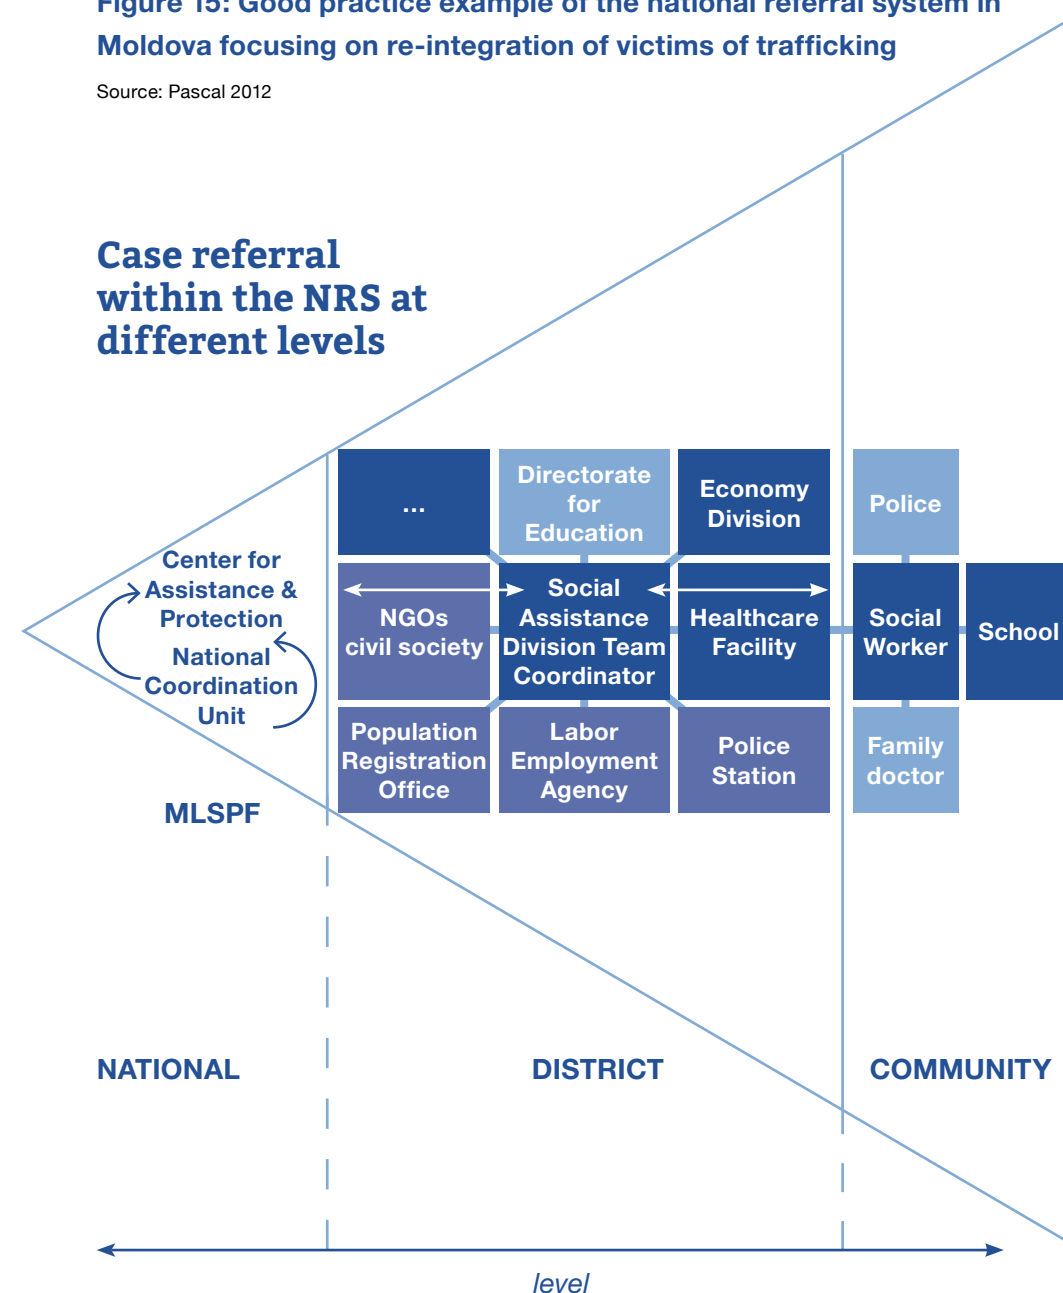 Figure 15: Good practice example of the national referral system in
Moldova focusing on re-integration of victims of trafficking
Source: Pascal 2012
Case referral
within the NRS at
different levels
...
Directorate
for
Education
Economy
Division
Police
Center for
Assistance &
Protection
National
Coordination
Unit
NGOs
civil society
Social
Assistance
Division Team
Coordinator
Healthcare
Facility
Social
Worker
School
Population
Registration
Office
Labor
Employment
Agency
Police
Station
Family
doctor
MLSPF
NATIONAL
DISTRICT
COMMUNITY
level